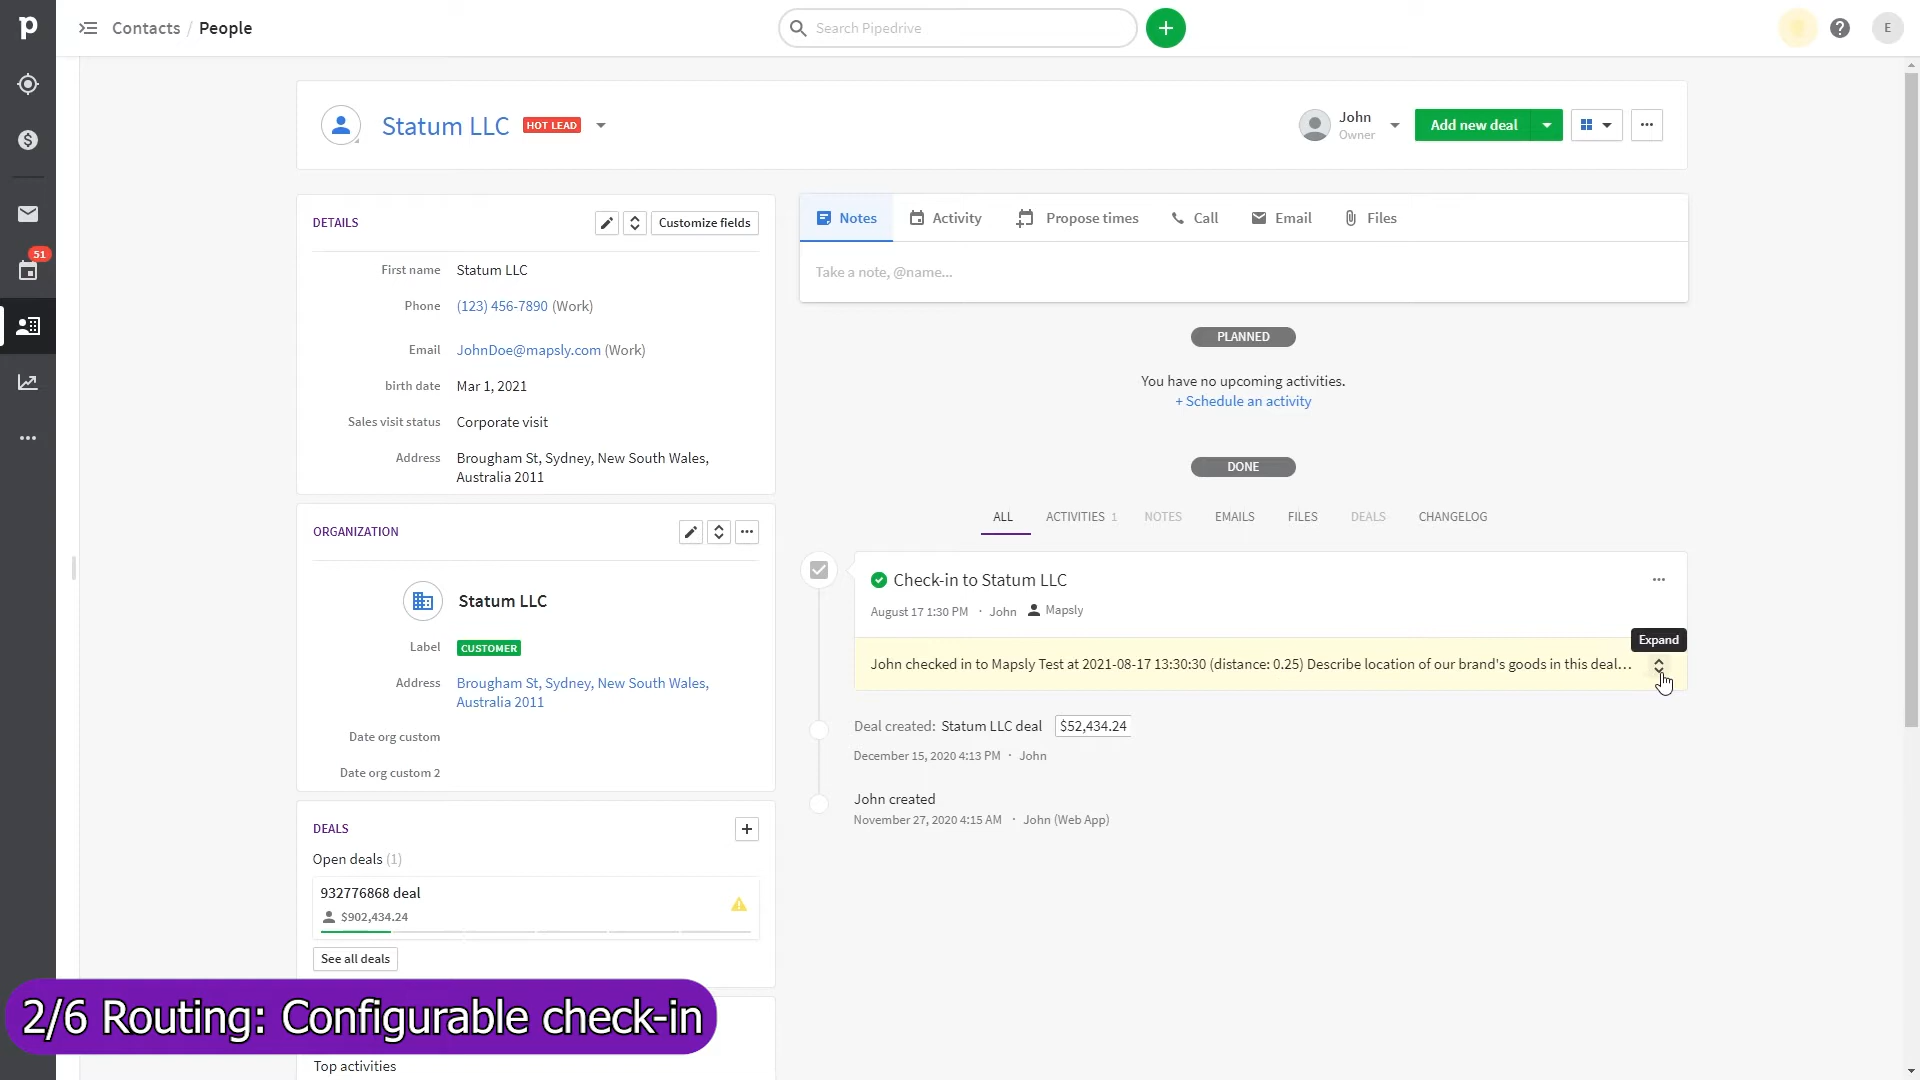 Contacts / People
Search Pipedrive
E
Statum LLC HOT LEAD
John
Owner
Add new deal
51
DETAILS
Customize fields
First name Statum LLC
Phone (123) 456-7890 (Work)
Email JohnDoe@mapsly.com (Work)
birth date Mar 1, 2021
Sales visit status Corporate visit
Address Brougham St, Sydney, New South Wales,
Australia 2011
ORGANIZATION
Statum LLC
Label CUSTOMER
Address Brougham St, Sydney, New South Wales,
Australia 2011
Date org custom
Date org custom 2
DEALS
Open deals (1)
932776868 deal
$902,434.24
See all deals
2/6 Routing: Configurable check-in
Top activities
Notes Activity Propose times Call Email Files
Take a note, @name...
PLANNED
You have no upcoming activities.
+ Schedule an activity
DONE
ALL ACTIVITIES 1 NOTES EMAILS FILES DEALS CHANGELOG
Check-in to Statum LLC
August 17 1:30 PM · John Mapsly
Expand
John checked in to Mapsly Test at 2021-08-17 13:30:30 (distance: 0.25) Describe location of our brand's goods in this deal...
Deal created: Statum LLC deal $52,434.24
December 15, 2020 4:13 PM · John
John created
November 27, 2020 4:15 AM · John (Web App)